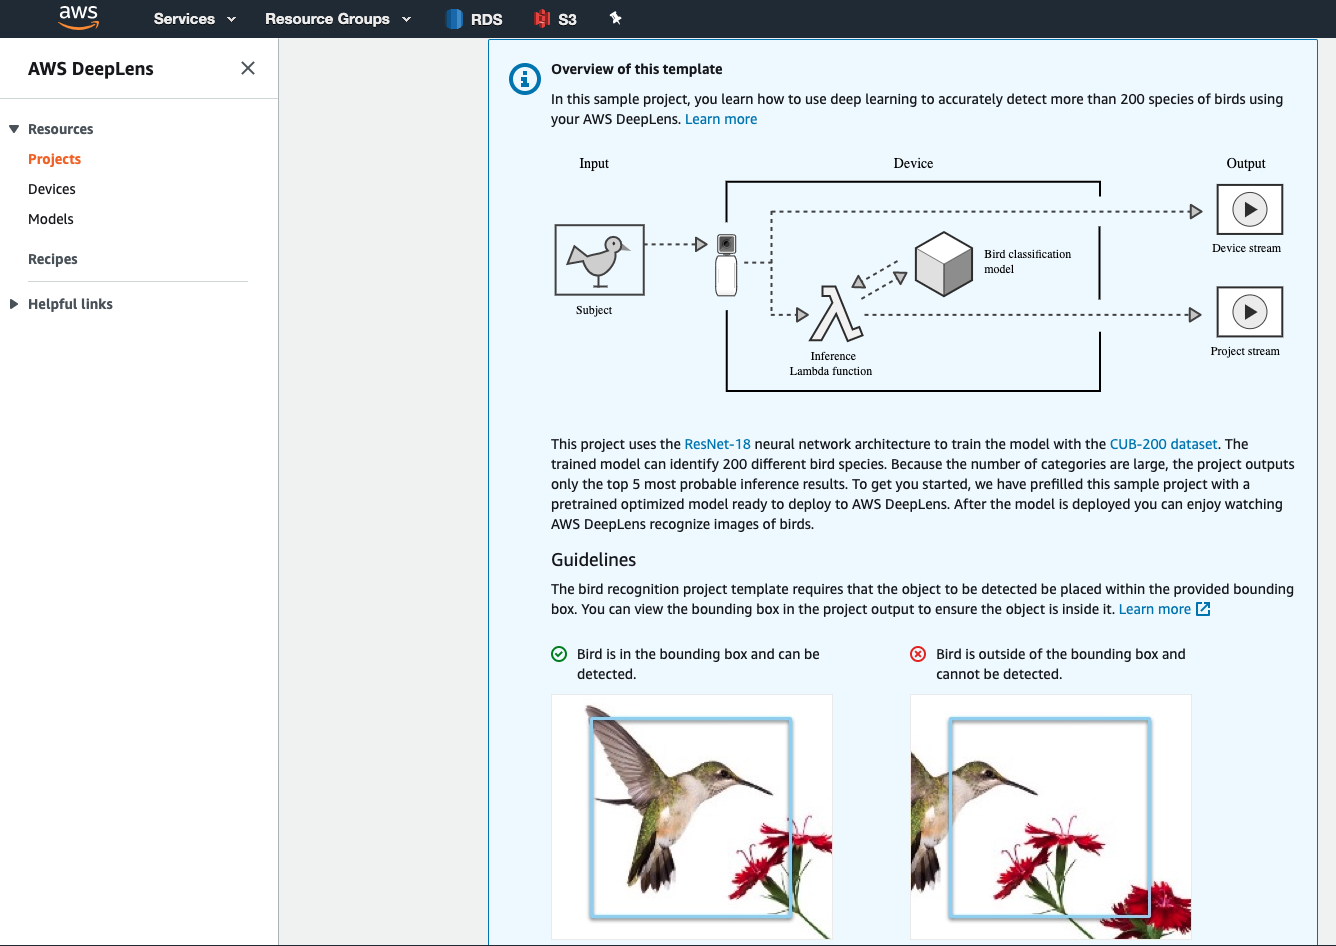 aws
Services
Resource Groups
RDS
S3
AWS DeepLens
Resources
Projects
Devices
Models
Recipes
Helpful links
Overview of this template
In this sample project, you learn how to use deep learning to accurately detect more than 200 species of birds using
your AWS DeepLens. Learn more
Input
Device
Output
Subject
Bird classification
model
Inference
Lambda function
Device stream
Project stream
This project uses the ResNet-18 neural network architecture to train the model with the CUB-200 dataset. The
trained model can identify 200 different bird species. Because the number of categories are large, the project outputs
only the top 5 most probable inference results. To get you started, we have prefilled this sample project with a
pretrained optimized model ready to deploy to AWS DeepLens. After the model is deployed you can enjoy watching
AWS DeepLens recognize images of birds.
Guidelines
The bird recognition project template requires that the object to be detected be placed within the provided bounding
box. You can view the bounding box in the project output to ensure the object is inside it. Learn more
Bird is in the bounding box and can be
detected.
Bird is outside of the bounding box and
cannot be detected.